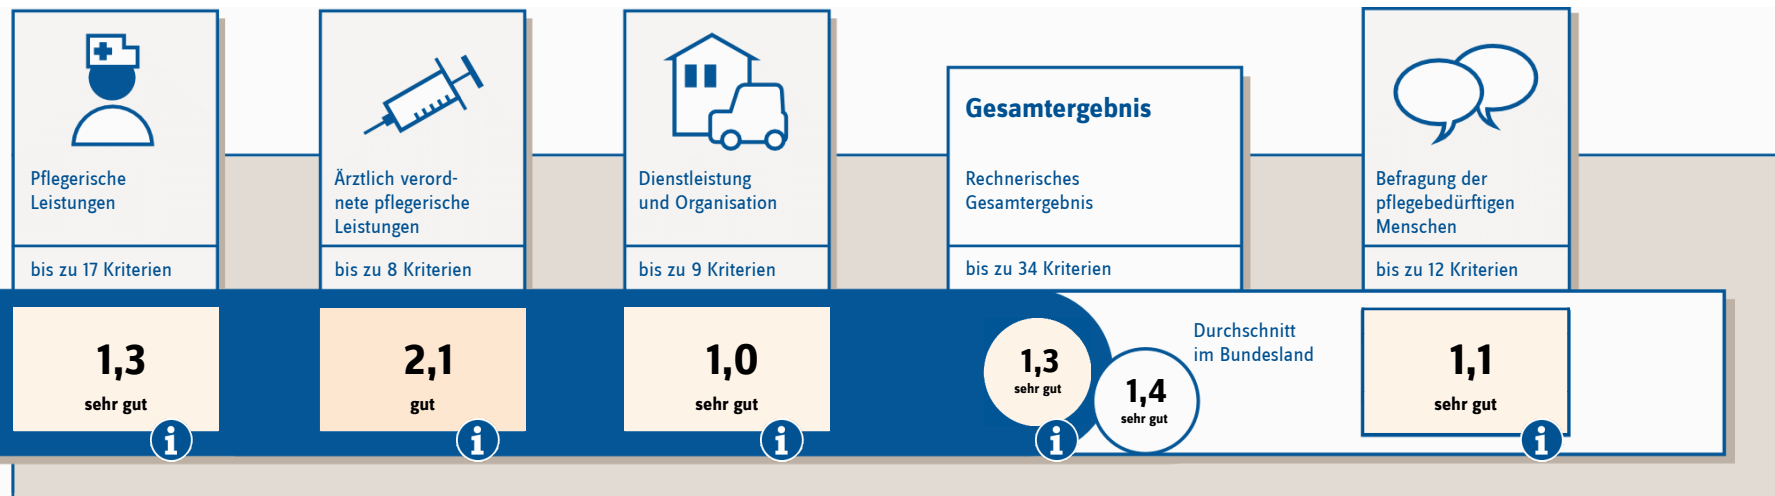 Pflegerische
Leistungen
bis zu 17 Kriterien
1,3
sehr gut
i
Ärztlich verord-
nete pflegerische
Leistungen
bis zu 8 Kriterien
2,1
gut
i
Dienstleistung
und Organisation
bis zu 9 Kriterien
1,0
sehr gut
i
Gesamtergebnis
Rechnerisches
Gesamtergebnis
bis zu 34 Kriterien
1,3
sehr gut
i
1,4
sehr gut
Durchschnitt
im Bundesland
Befragung der
pflegebedürftigen
Menschen
bis zu 12 Kriterien
1,1
sehr gut
i